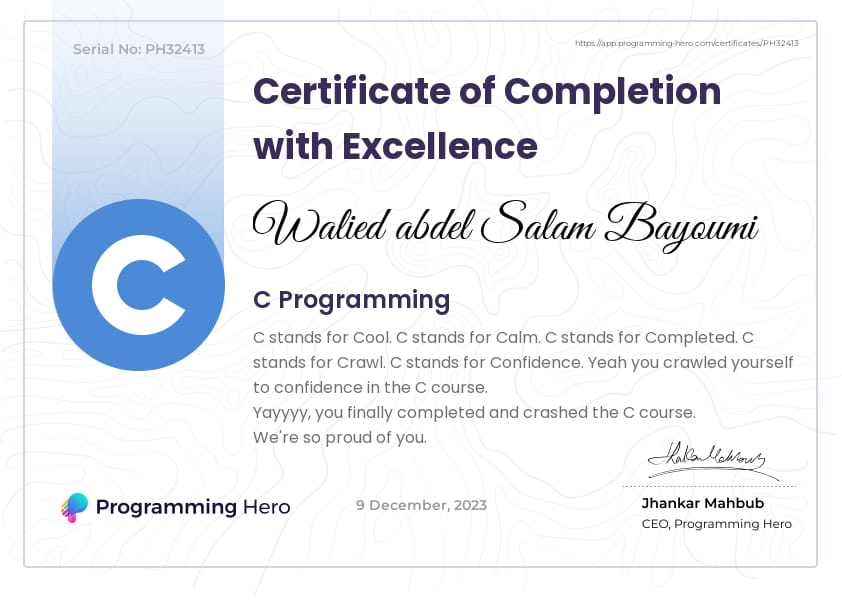 Serial No: PH32413
https://app.programming-hero.com/certificates/PH32413
Certificate of Completion
with Excellence
Walied abdel Salam Bayoumi
C
C Programming
C stands for Cool. C stands for Calm. C stands for Completed. C
stands for Crawl. C stands for Confidence. Yeah you crawled yourself
to confidence in the C course.
Yayyyy, you finally completed and crashed the C course.
We're so proud of you.
Programming Hero
9 December, 2023
Jhankar Mahbub
CEO, Programming Hero